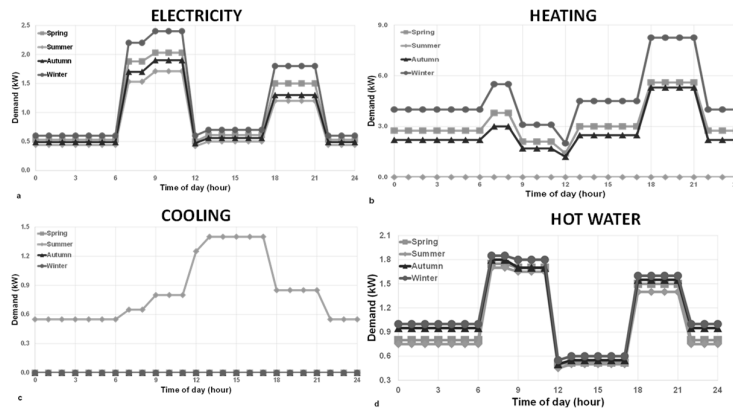 ELECTRICITY
2.5
2.0
1.5
1.0
0.5
0.0
Demand (kW)
Spring
Summer
Autumn
Winter
0 3 6 9 12 15 18 21 24
Time of day (hour)
a
HEATING
9.0
6.0
3.0
0.0
Demand (kW)
Spring
Summer
Autumn
Winter
0 3 6 9 12 15 18 21 24
Time of day (hour)
b
COOLING
1.5
1.2
0.9
0.6
0.3
0.0
Demand (kW)
Spring
Summer
Autumn
Winter
0 3 6 9 12 15 18 21 24
Time of day (hour)
c
HOT WATER
2.1
1.8
1.5
1.2
0.9
0.6
0.3
Demand (kW)
Spring
Summer
Autumn
Winter
0 3 6 9 12 15 18 21 24
Time of day (hour)
d